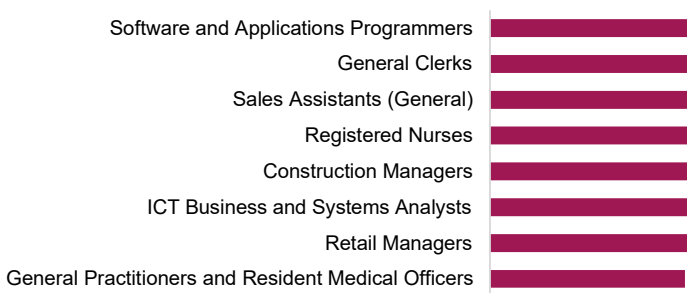 Software and Applications Programmers
General Clerks
Sales Assistants (General)
Registered Nurses
Construction Managers
ICT Business and Systems Analysts
Retail Managers
General Practitioners and Resident Medical Officers